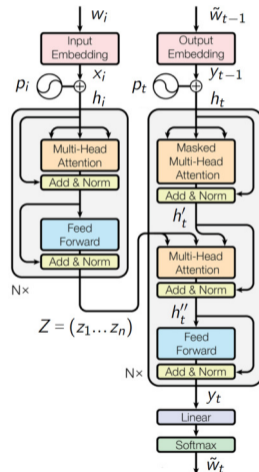 w_i
Input
Embedding
x_i
p_i
h_i
Multi-Head
Attention
Add & Norm
Feed
Forward
Add & Norm
N×
Z = (z_1...z_n)
w̃_{t−1}
Output
Embedding
y_{t−1}
p_t
h_t
Masked
Multi-Head
Attention
Add & Norm
h'_t
Multi-Head
Attention
Add & Norm
h''_t
Feed
Forward
Add & Norm
N×
y_t
Linear
Softmax
w̃_t